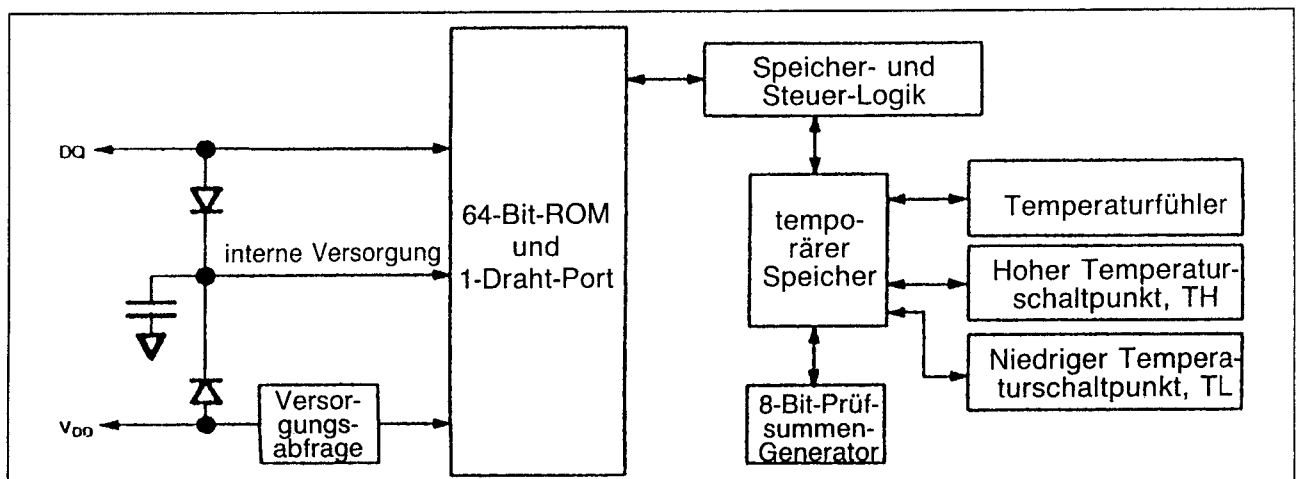 Speicher- und
Steuer-Logik
DQ
64-Bit-ROM
und
1-Draht-Port
interne Versorgung
tempo-
rärer
Speicher
Temperaturfühler
Hoher Temperatur-
schaltpunkt, TH
Niedriger Tempera-
turschaltpunkt, TL
VDD
Versor-
gungs-
abfrage
8-Bit-Prüf-
summen-
Generator